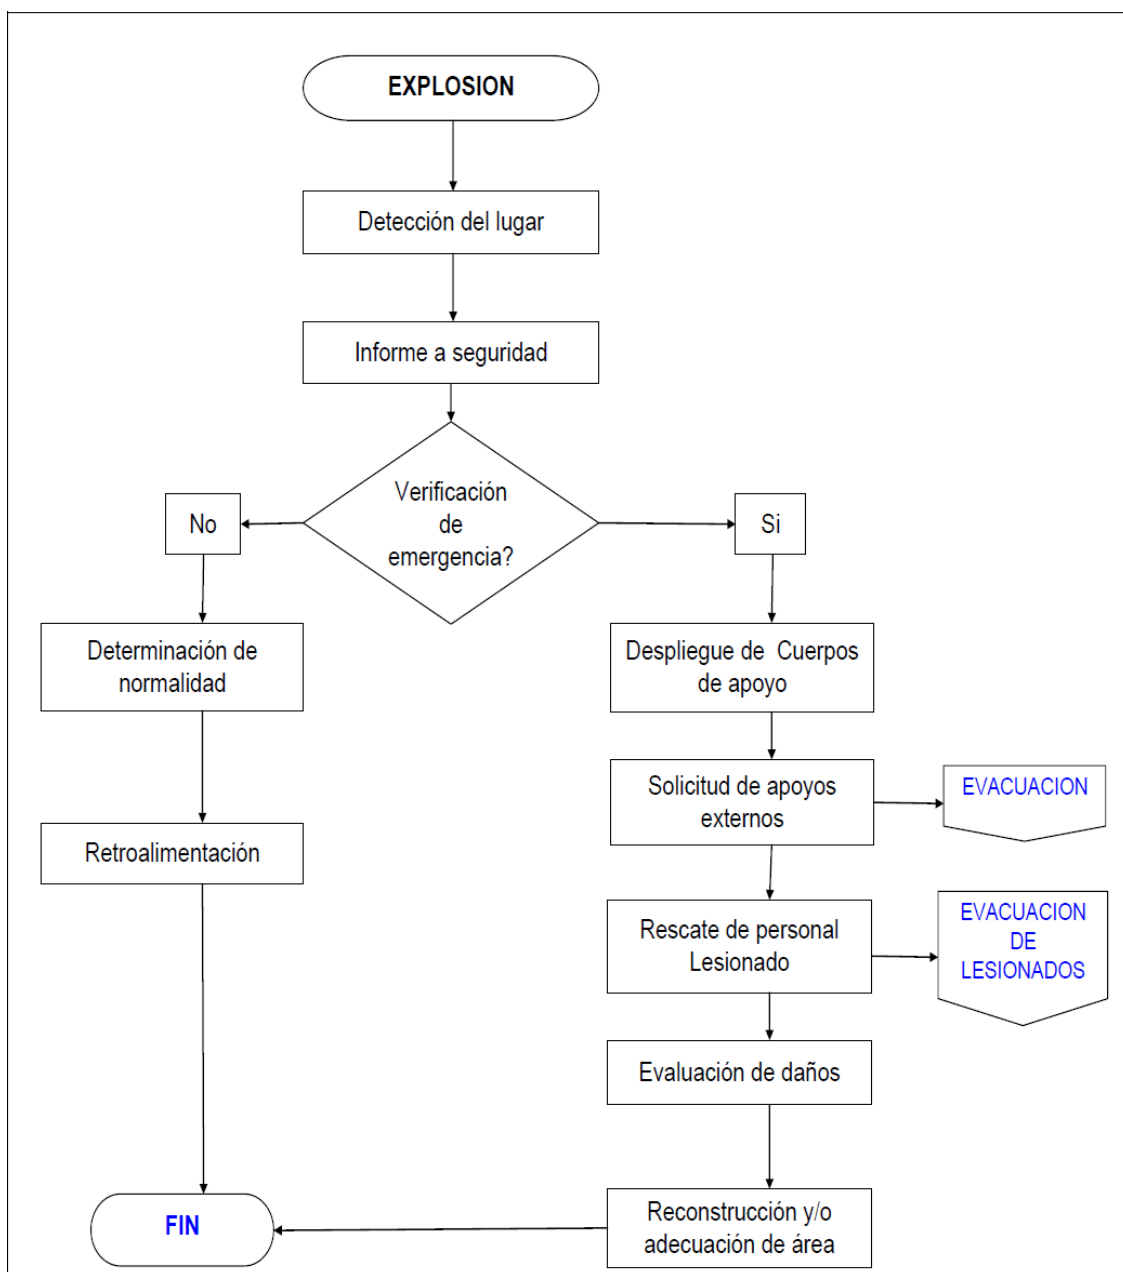 EXPLOSION
Detección del lugar
Informe a seguridad
Verificación
de
emergencia?
No
Si
Determinación de
normalidad
Despliegue de Cuerpos
de apoyo
Solicitud de apoyos
externos
EVACUACION
Retroalimentación
Rescate de personal
Lesionado
EVACUACION
DE
LESIONADOS
Evaluación de daños
Reconstrucción y/o
adecuación de área
FIN